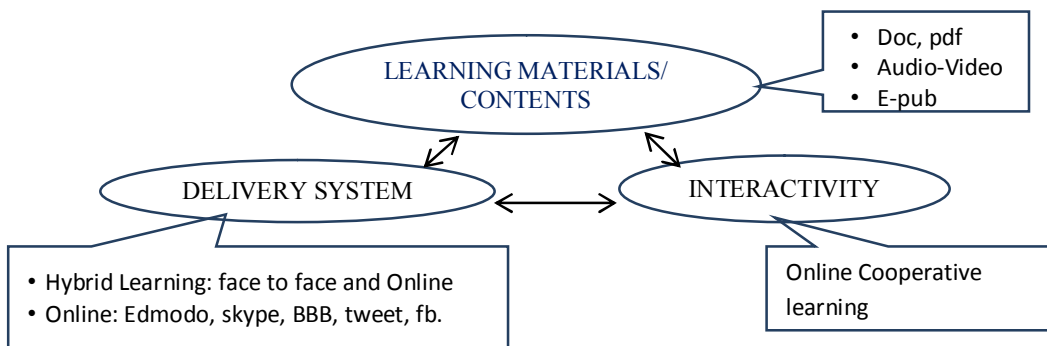 LEARNING MATERIALS/
CONTENTS
• Doc, pdf
• Audio-Video
• E-pub
DELIVERY SYSTEM
INTERACTIVITY
• Hybrid Learning: face to face and Online
• Online: Edmodo, skype, BBB, tweet, fb.
Online Cooperative
learning